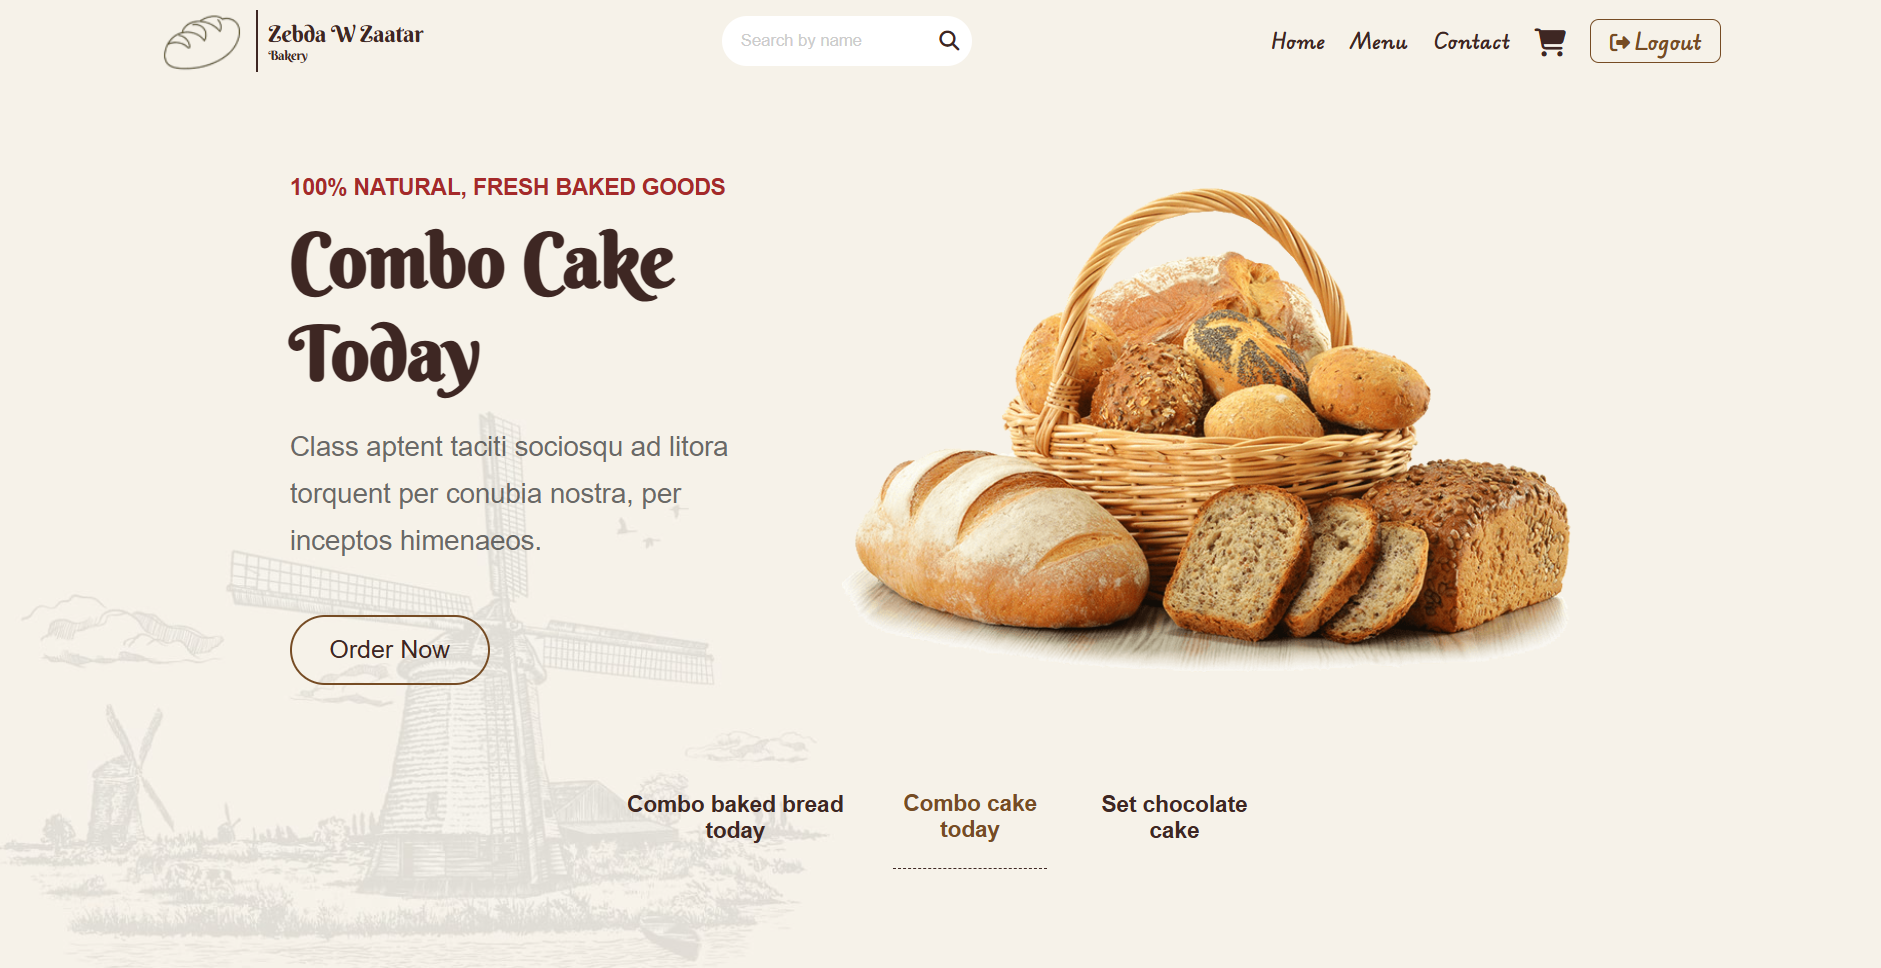 Zebda W Zaatar
Bakery
Search by name
Home
Menu
Contact
Logout
100% NATURAL, FRESH BAKED GOODS
Combo Cake
Today
Class aptent taciti sociosqu ad litora
torquent per conubia nostra, per
inceptos himenaeos.
Order Now
Combo baked bread
today
Combo cake
today
Set chocolate
cake